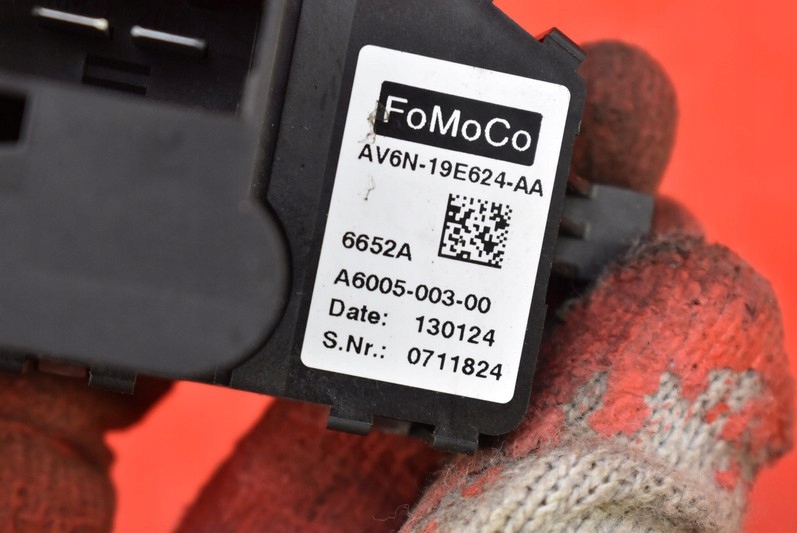 FoMoCo
AV6N-19E624-AA
6652A
A6005-003-00
Date: 130124
S.Nr.: 0711824